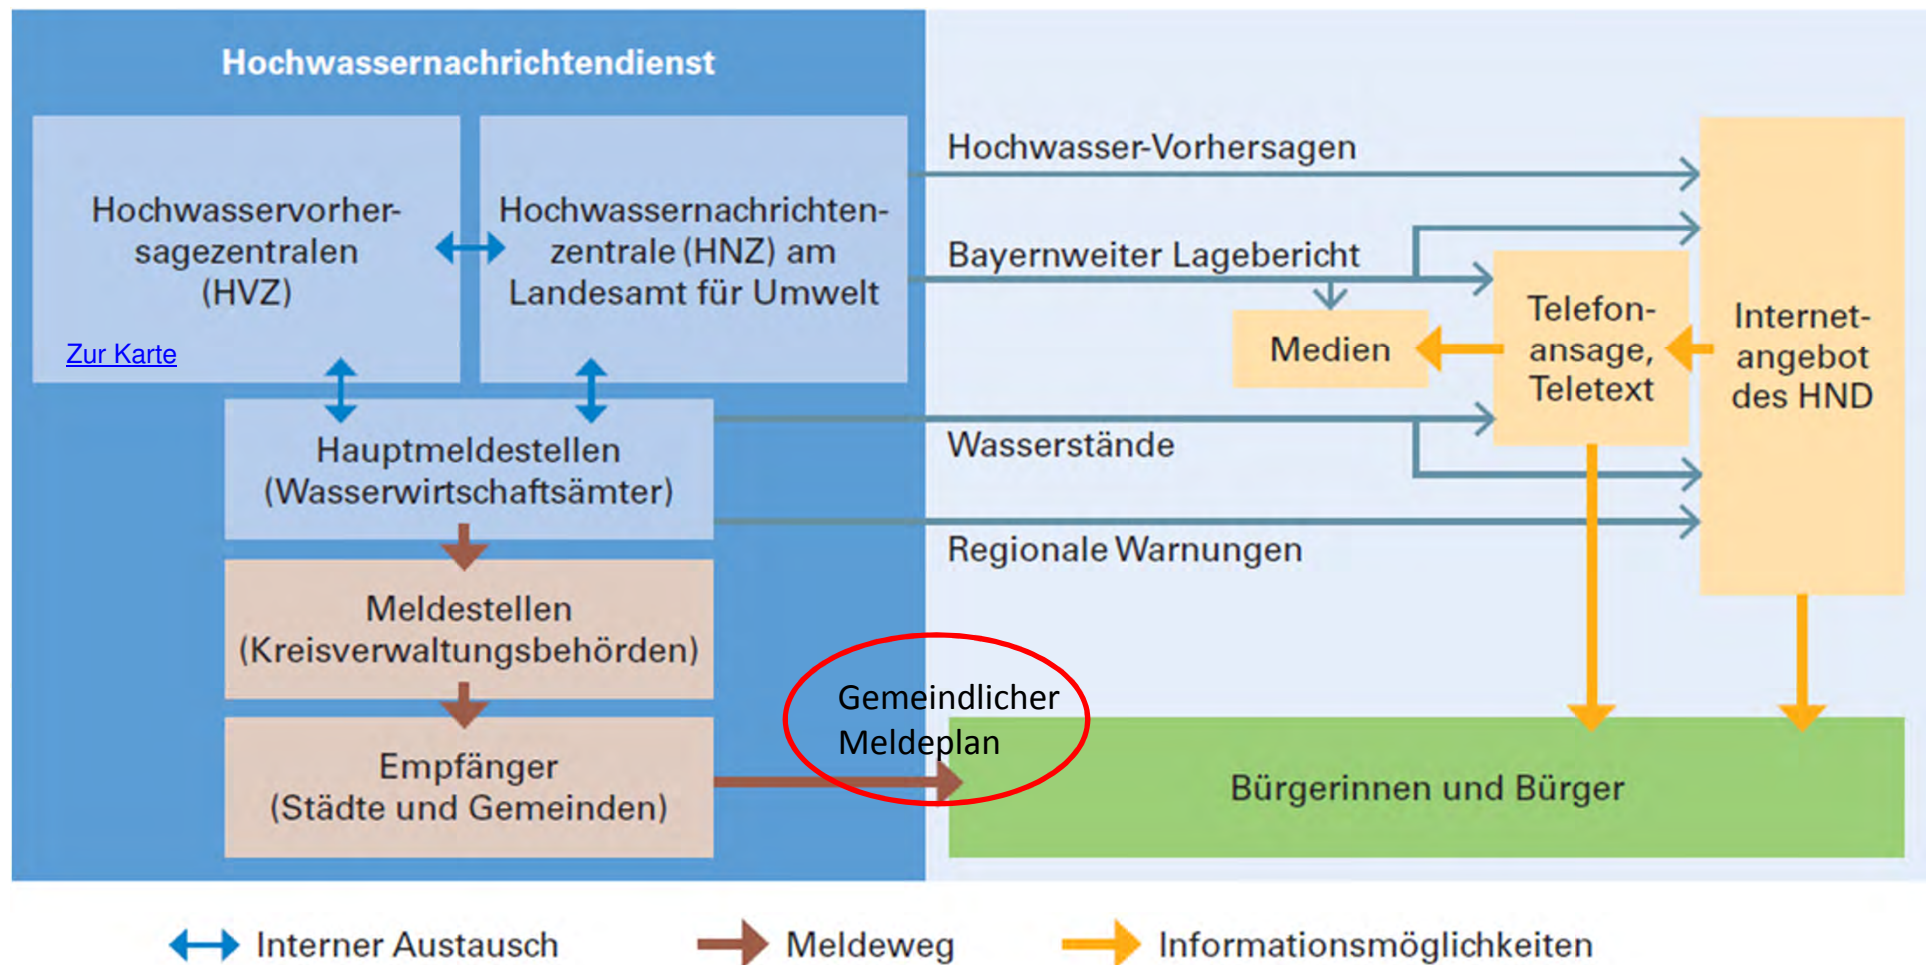 Hochwassernachrichtendienst
Hochwasservorher-
sagezentralen
(HVZ)
Zur Karte
Hochwassernachrichten-
zentrale (HNZ) am
Landesamt für Umwelt
Hauptmeldestellen
(Wasserwirtschaftsämter)
Meldestellen
(Kreisverwaltungsbehörden)
Empfänger
(Städte und Gemeinden)
Hochwasser-Vorhersagen
Bayernweiter Lagebericht
Medien
Telefon-
ansage,
Teletext
Internet-
angebot
des HND
Wasserstände
Regionale Warnungen
Gemeindlicher
Meldeplan
Bürgerinnen und Bürger
Interner Austausch
Meldeweg
Informationsmöglichkeiten